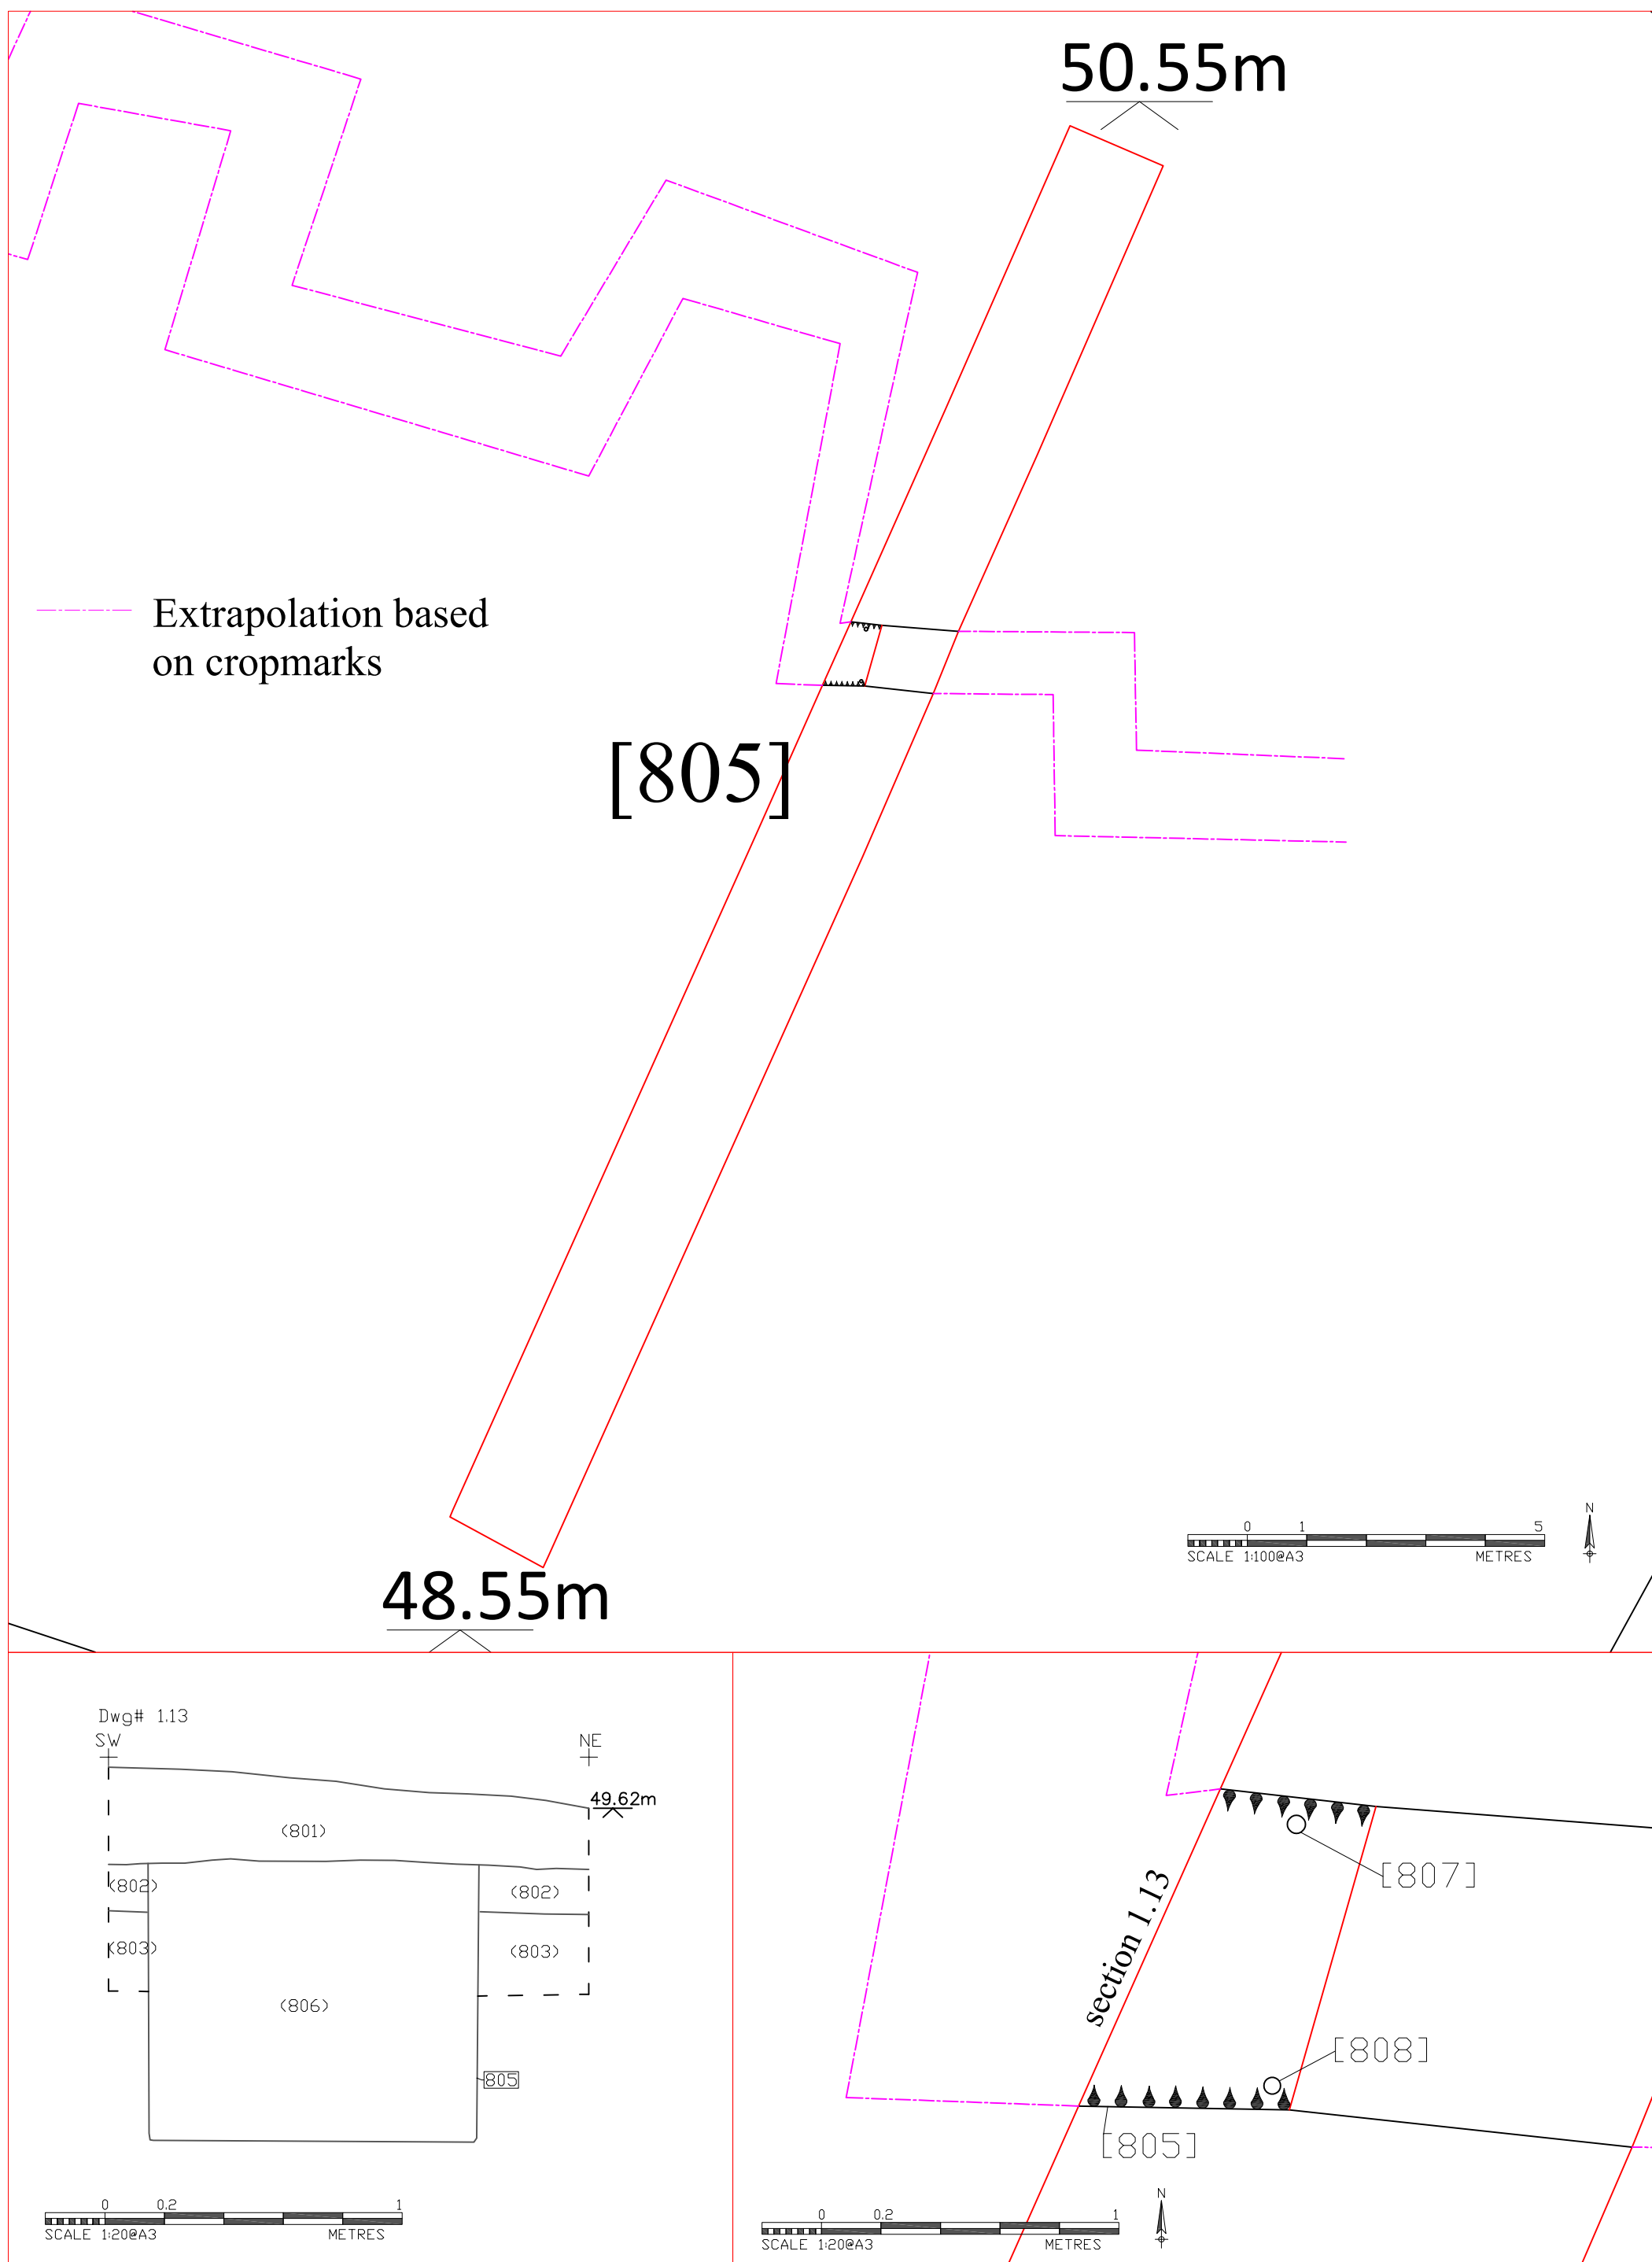 50.55m
Extrapolation based
on cropmarks
[805]
0 1 5
N
SCALE 1:100@A3 METRES
48.55m
Dwg# 1.13
SW NE
49.62m
(801)
(802) (802)
(803) (803)
(806)
805
0 0.2 1
SCALE 1:20@A3 METRES
[807]
section 1.13
[808]
[805]
N
0 0.2 1
SCALE 1:20@A3 METRES